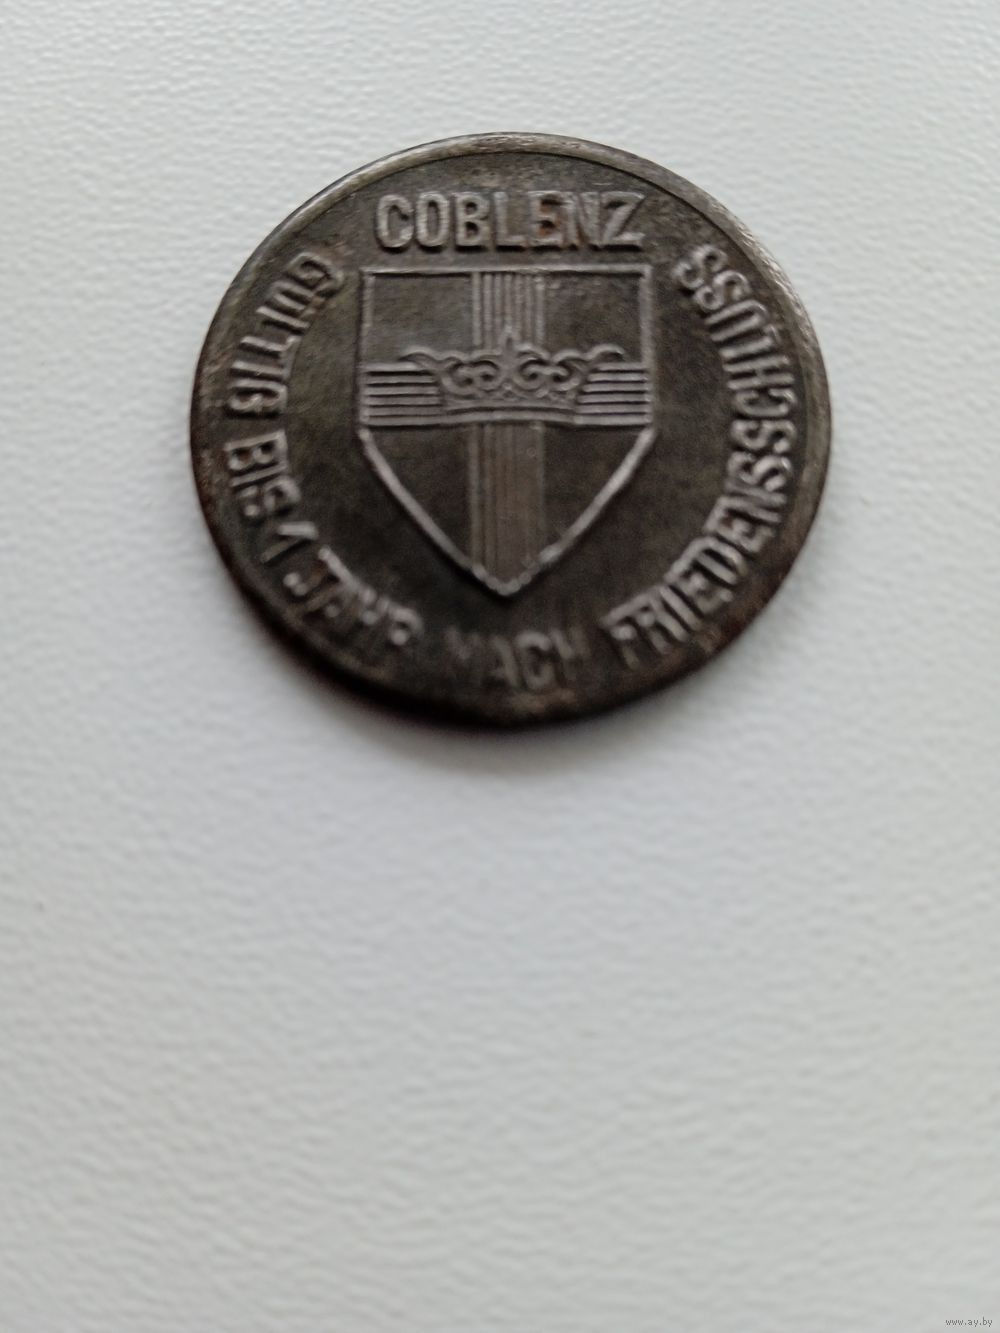 COBLENZ
GÜLTIG BIS 1 JAHR NACH FRIEDENSSCHLUSS
www.ay.by